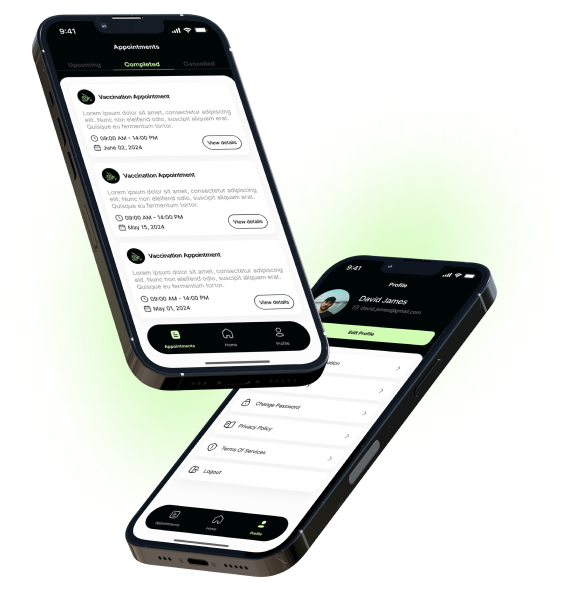 9:41
Appointments
Upcoming
Completed
Cancelled
Vaccination Appointment
Lorem ipsum dolor sit amet, consectetur adipiscing
elit. Nunc non eleifend odio, suscipit aliquam erat.
Quisque eu fermentum tortor.
09:00 AM - 14:00 PM
June 02, 2024
View details
Vaccination Appointment
Lorem ipsum dolor sit amet, consectetur adipiscing
elit. Nunc non eleifend odio, suscipit aliquam erat.
Quisque eu fermentum tortor.
09:00 AM - 14:00 PM
May 15, 2024
View details
Vaccination Appointment
Lorem ipsum dolor sit amet, consectetur adipiscing
elit. Nunc non eleifend odio, suscipit aliquam erat.
Quisque eu fermentum tortor.
09:00 AM - 14:00 PM
May 01, 2024
View details
Appointments
Home
Profile
9:41
Profile
David James
david.james@gmail.com
Edit Profile
Change Password
Privacy Policy
Terms Of Services
Logout
Appointments
Home
Profile